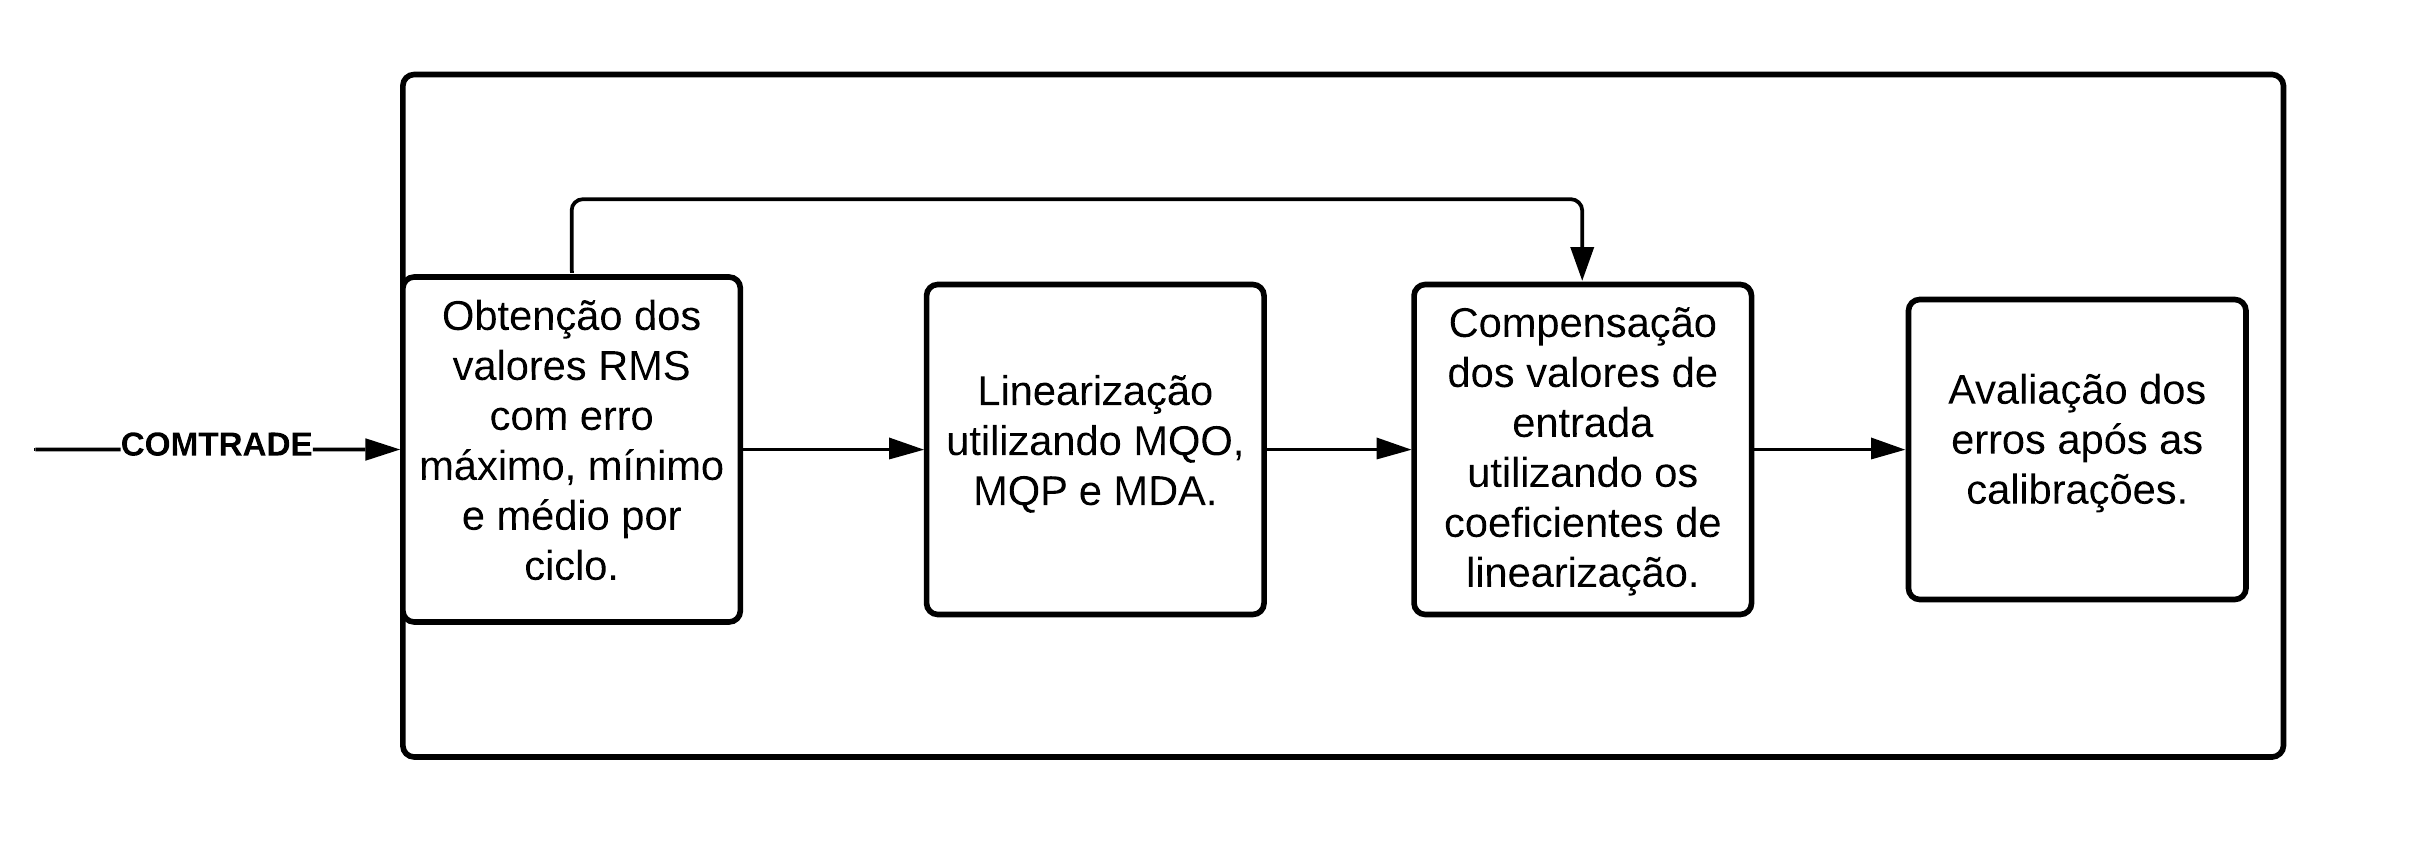 COMTRADE
Obtenção dos
valores RMS
com erro
máximo, mínimo
e médio por
ciclo.
Linearização
utilizando MQO,
MQP e MDA.
Compensação
dos valores de
entrada
utilizando os
coeficientes de
linearização.
Avaliação dos
erros após as
calibrações.